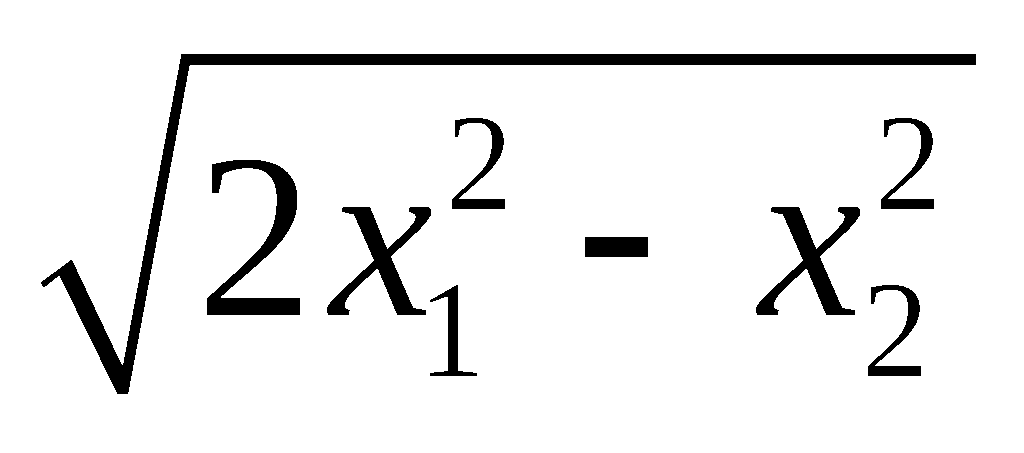 √(2x₁² - x₂²)